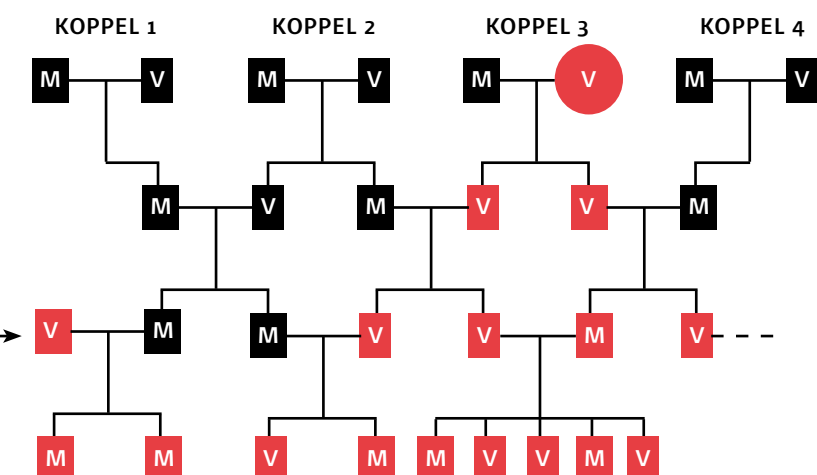 KOPPEL 1 KOPPEL 2 KOPPEL 3 KOPPEL 4
M V M V M V M V
M V M V V M
V M M V V M V
M M V M M V V M V